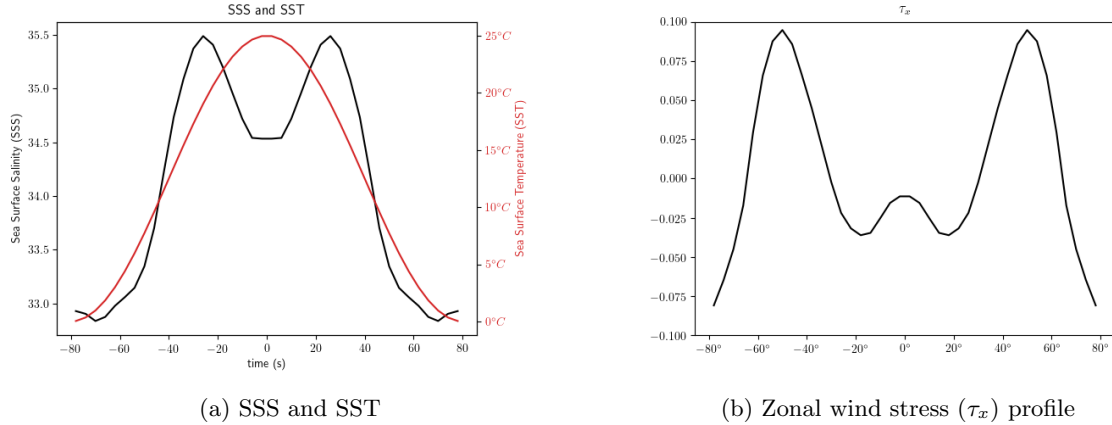 SSS and SST
Sea Surface Salinity (SSS)
35.5
35.0
34.5
34.0
33.5
33.0
25°C
20°C
15°C
10°C
5°C
0°C
Sea Surface Temperature (SST)
−80 −60 −40 −20 0 20 40 60 80
time (s)
(a) SSS and SST
τx
0.100
0.075
0.050
0.025
0.000
−0.025
−0.050
−0.075
−0.100
−80° −60° −40° −20° 0° 20° 40° 60° 80°
(b) Zonal wind stress (τx) profile